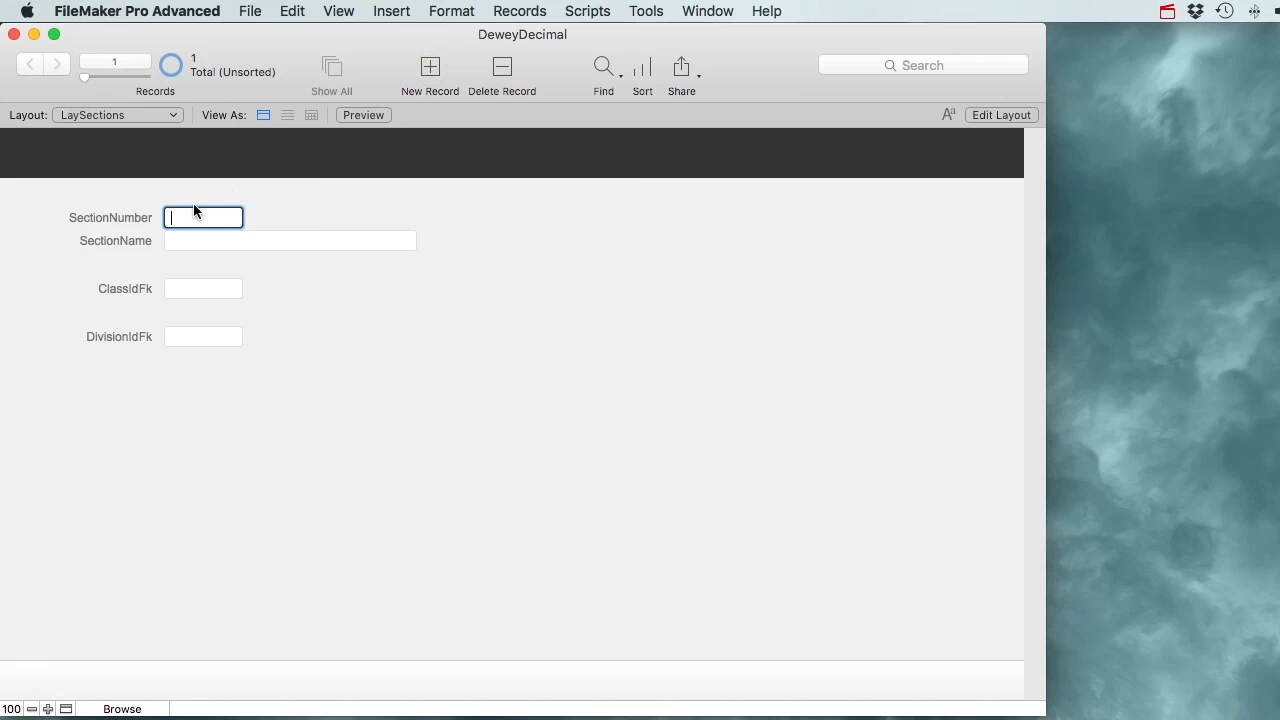 FileMaker Pro Advanced File Edit View Insert Format Records Scripts Tools Window Help
DeweyDecimal
1
1
Total (Unsorted)
Records
Show All
New Record
Delete Record
Find
Sort
Share
Search
Layout: LaySections
View As:
Preview
Aa
Edit Layout
SectionNumber
SectionName
ClassIdFk
DivisionIdFk
100
Browse